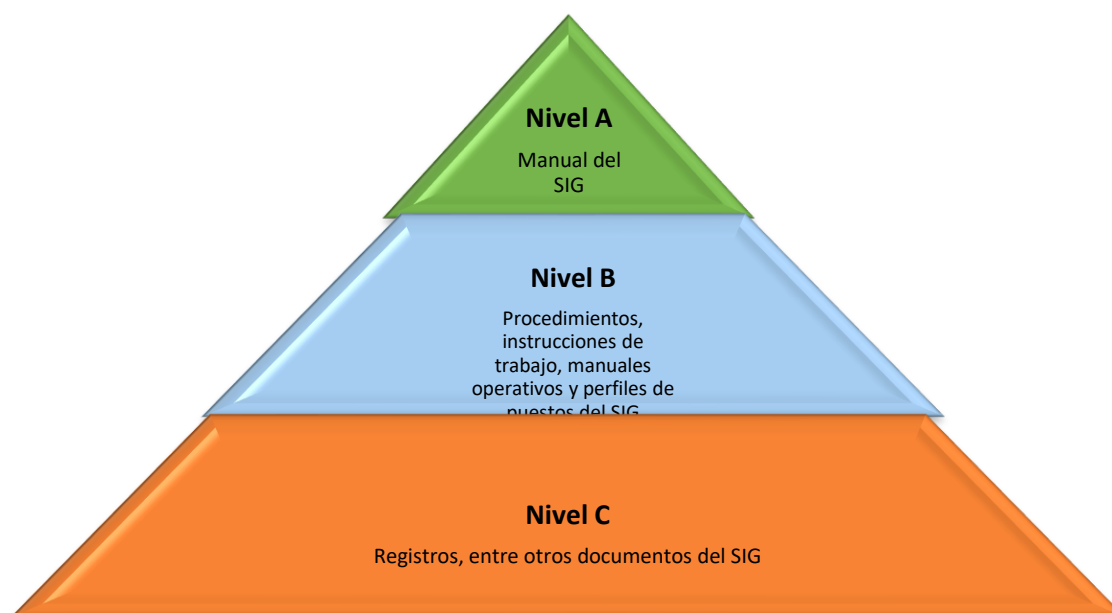 Nivel A
Manual del
SIG
Nivel B
Procedimientos,
instrucciones de
trabajo, manuales
operativos y perfiles de
puestos del SIG
Nivel C
Registros, entre otros documentos del SIG